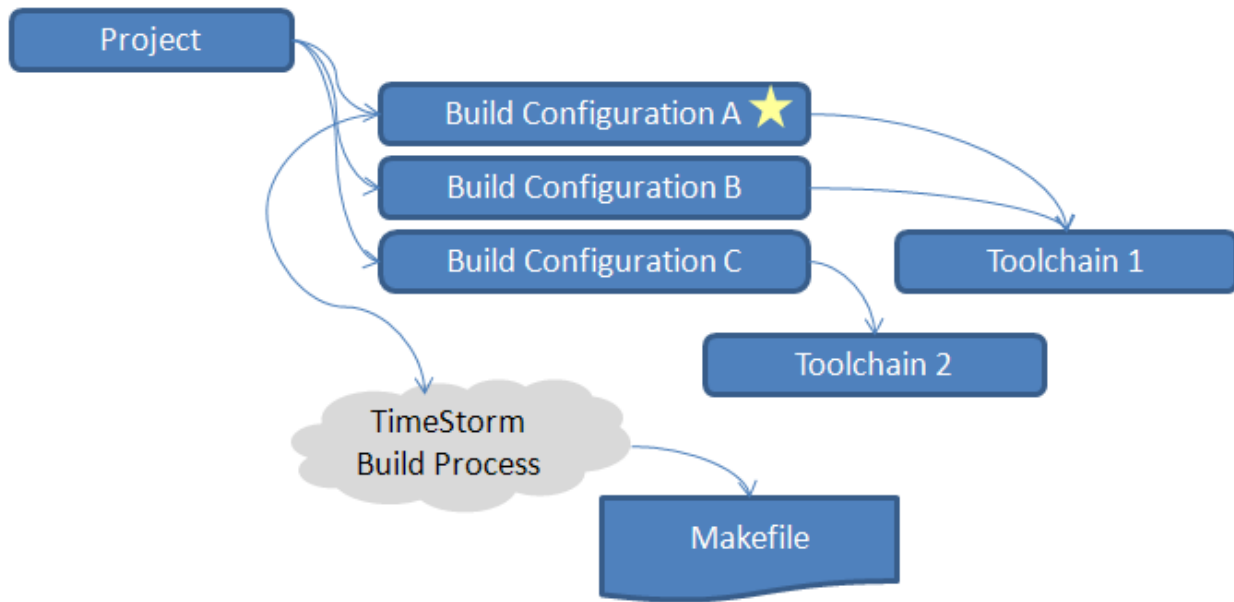 Project
Build Configuration A
Build Configuration B
Build Configuration C
Toolchain 1
Toolchain 2
TimeStorm
Build Process
Makefile